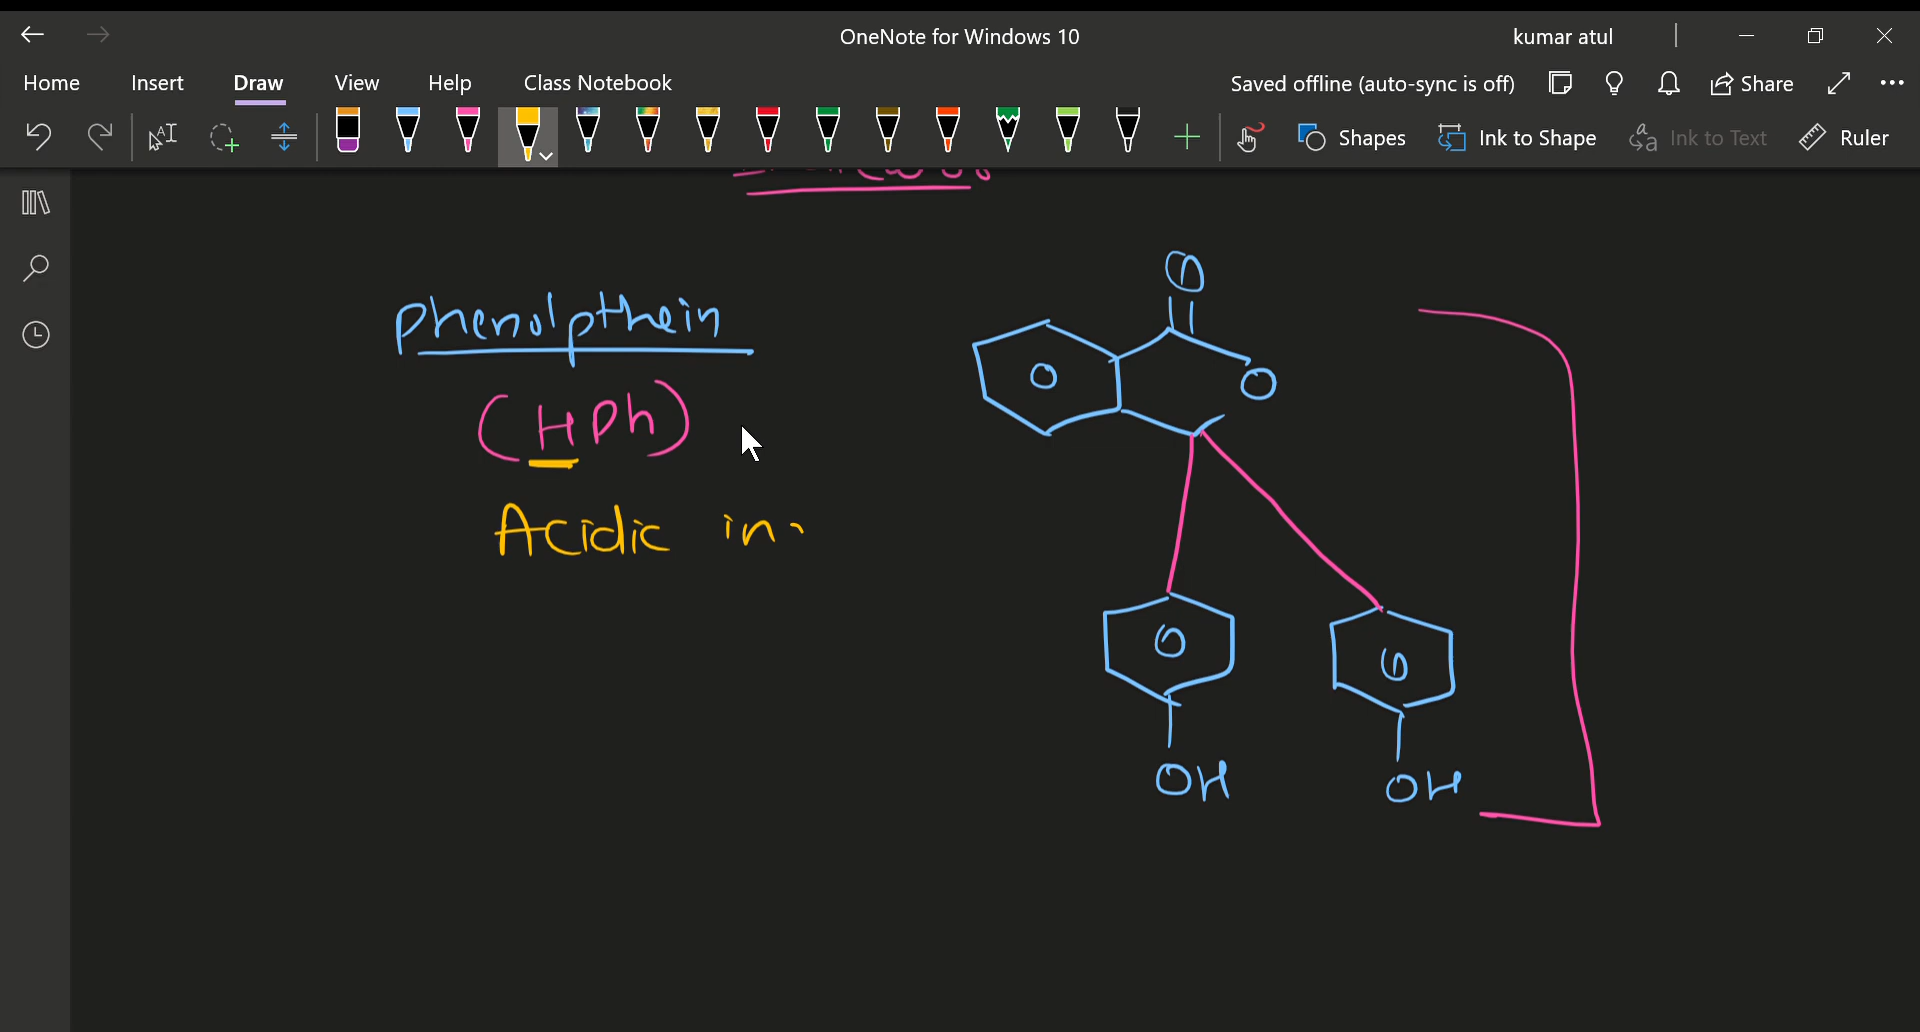 OneNote for Windows 10
kumar atul
Home Insert Draw View Help Class Notebook
Saved offline (auto-sync is off) Share
Shapes Ink to Shape Ink to Text Ruler
phenolpthein
(HPh)
Acidic in
O
O
OH
OH